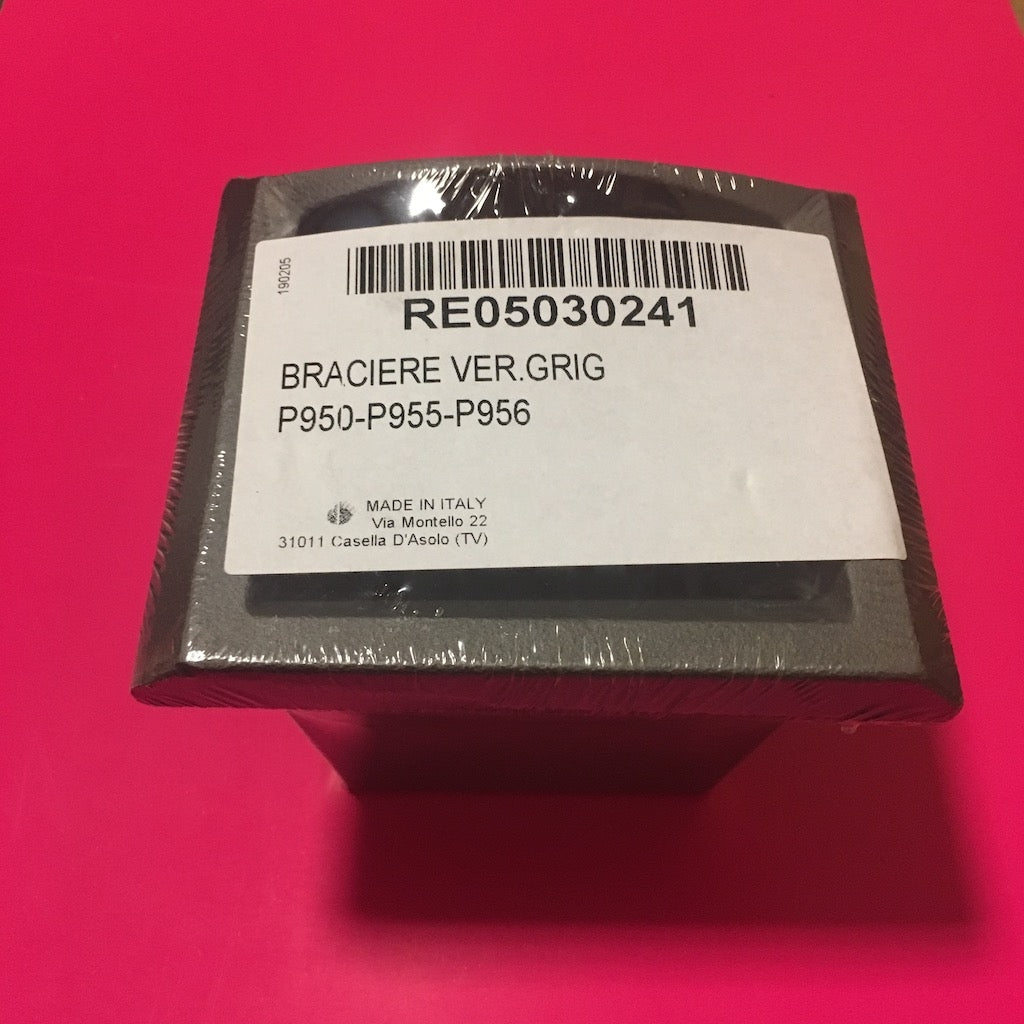 190205
RE05030241
BRACIERE VER.GRIG
P950-P955-P956
MADE IN ITALY
Via Montello 22
31011 Casella D'Asolo (TV)